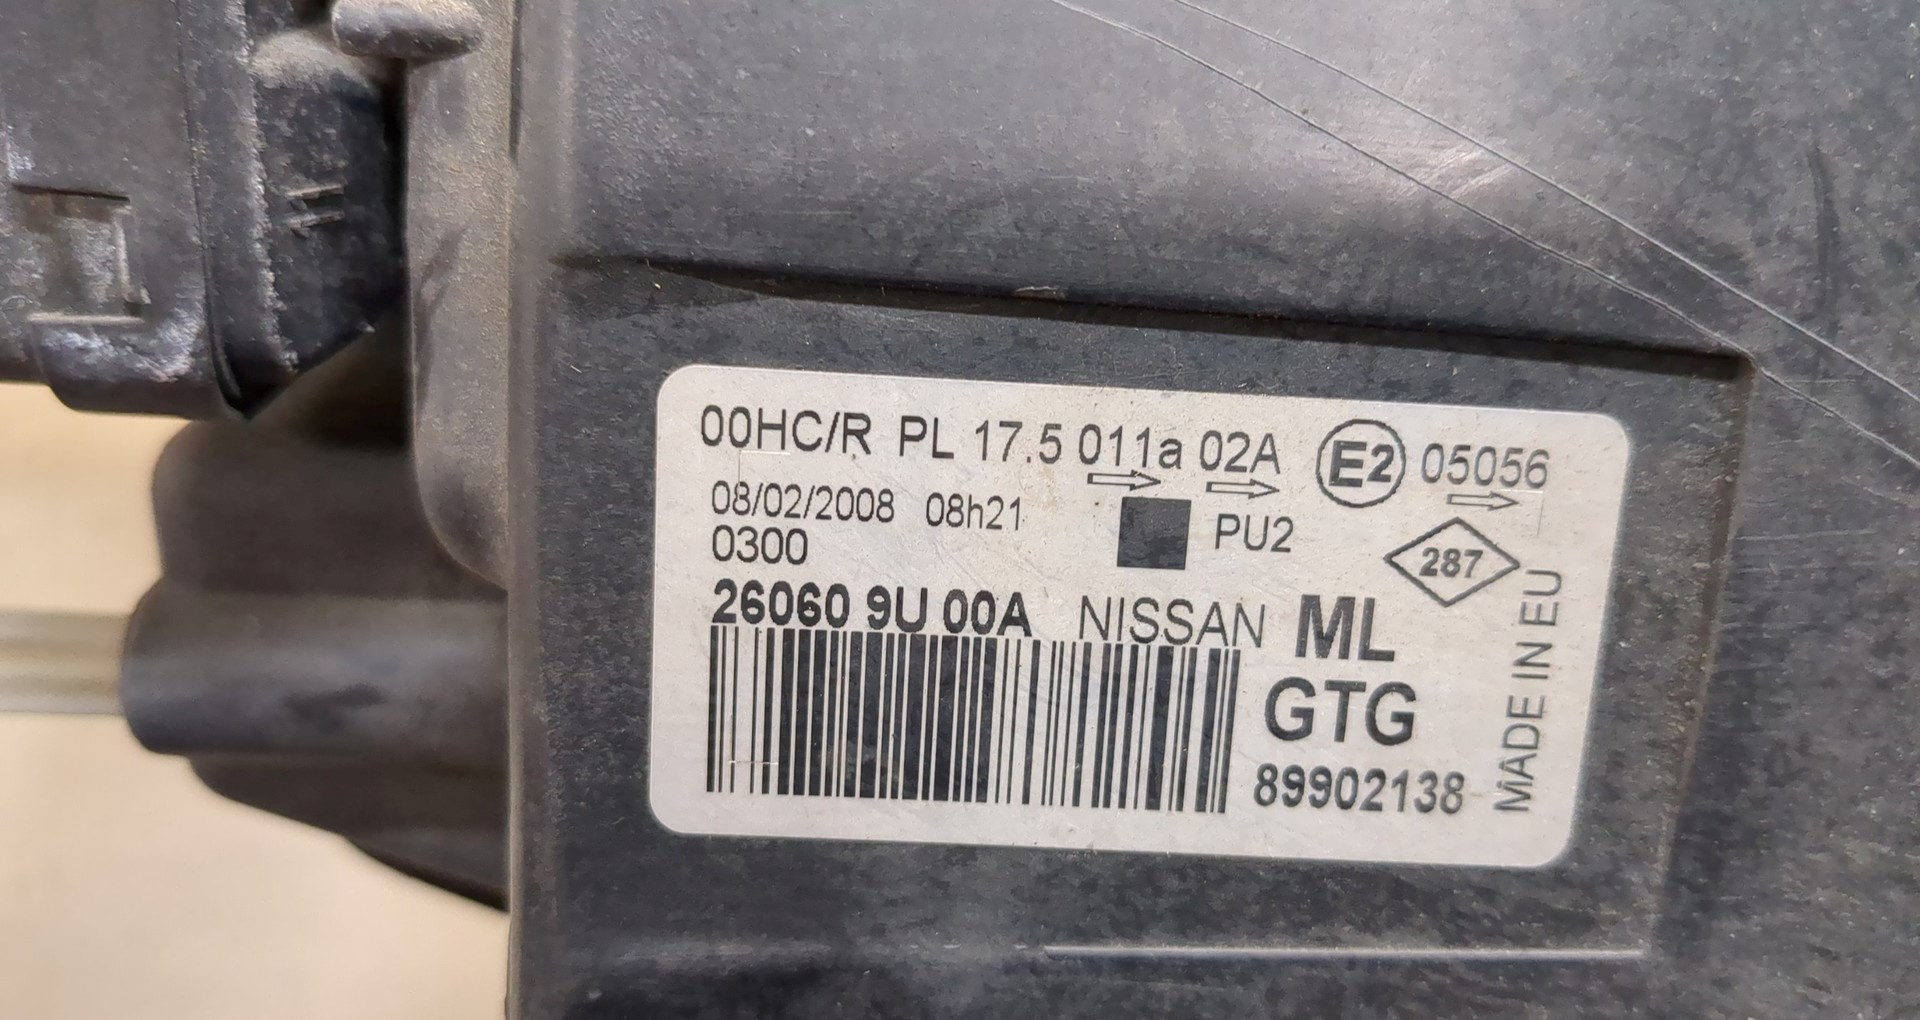 00HC/R PL 17.5 011a 02A E2 05056
08/02/2008 08h21
PU2
0300
287
26060 9U 00A NISSAN ML
GTG
89902138
MADE IN EU